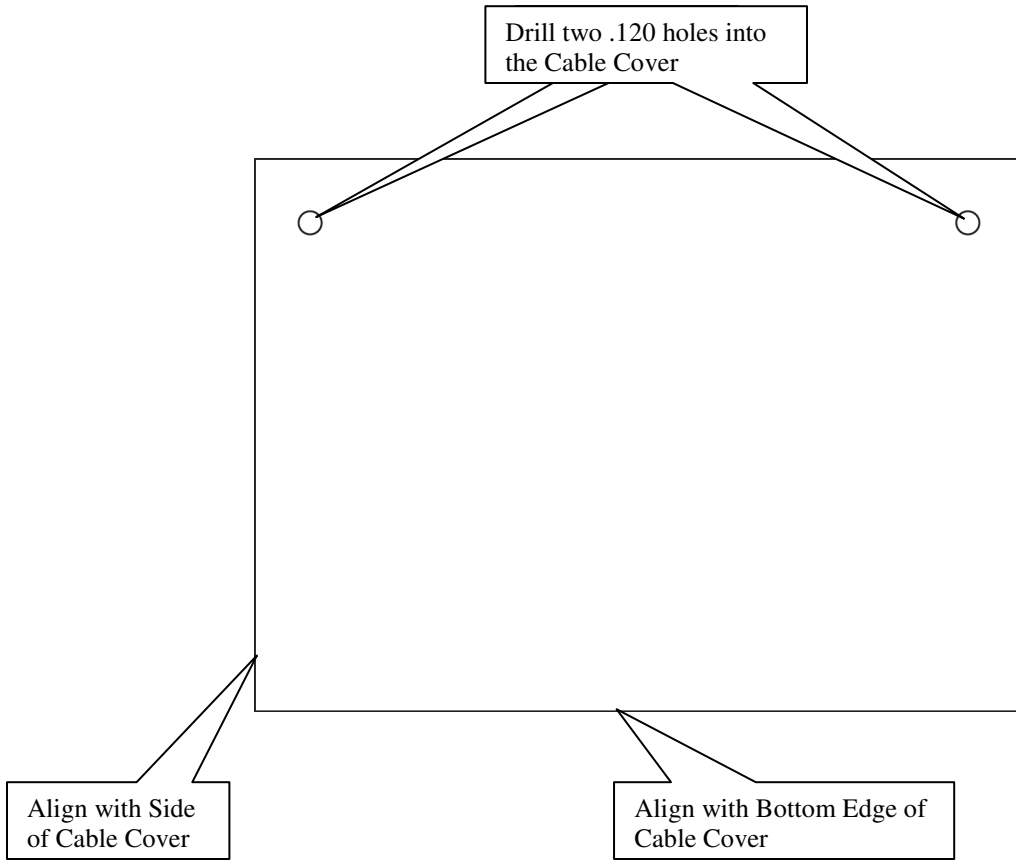 Drill two .120 holes into
the Cable Cover
Align with Side
of Cable Cover
Align with Bottom Edge of
Cable Cover